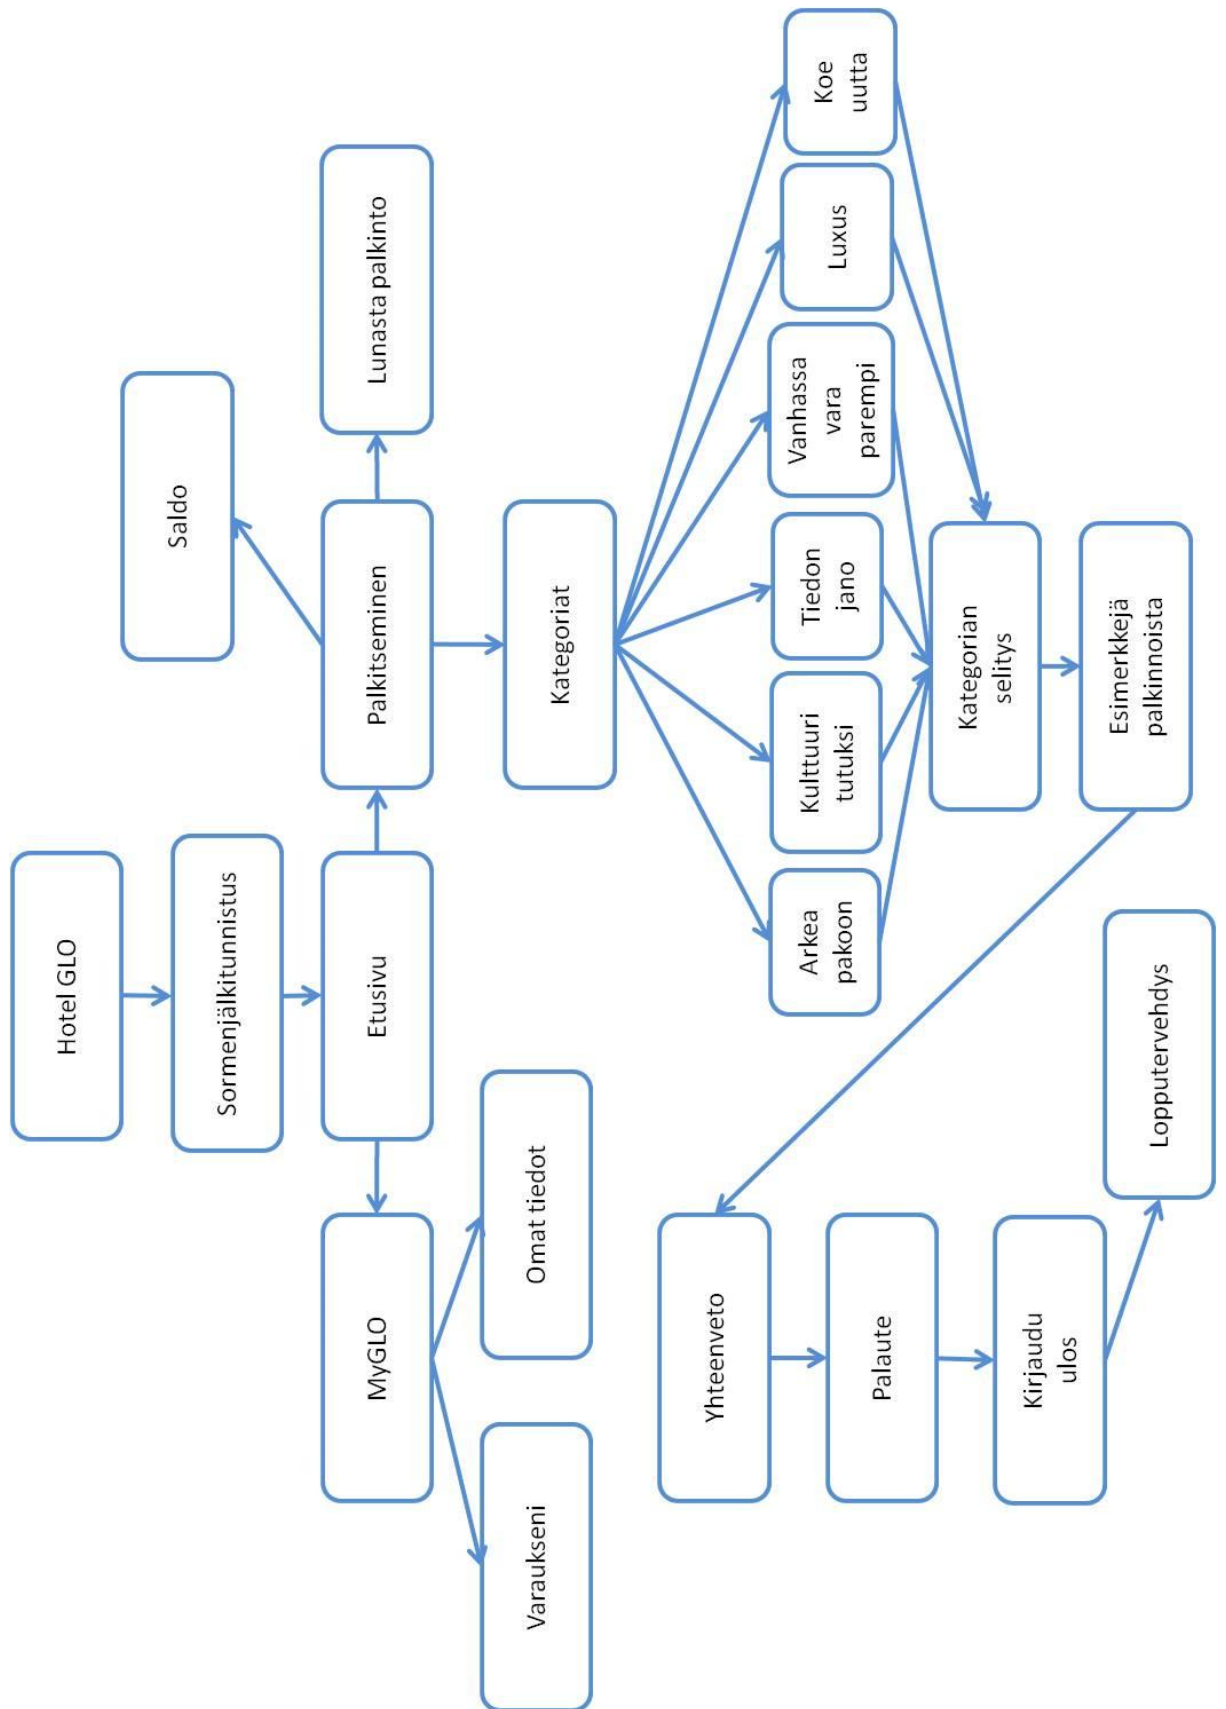 Hotel GLO
Sormenjälkitunnistus
Saldo
MyGLO
Etusivu
Palkitseminen
Lunasta palkinto
Varaukseni
Omat tiedot
Kategoriat
Arkea
pakoon
Kulttuuri
tutuksi
Tiedon
jano
Vanhassa
vara
parempi
Luxus
Koe
uutta
Kategorian
selitys
Esimerkkejä
palkinnoista
Yhteenveto
Palaute
Kirjaudu
ulos
Lopputervehdys